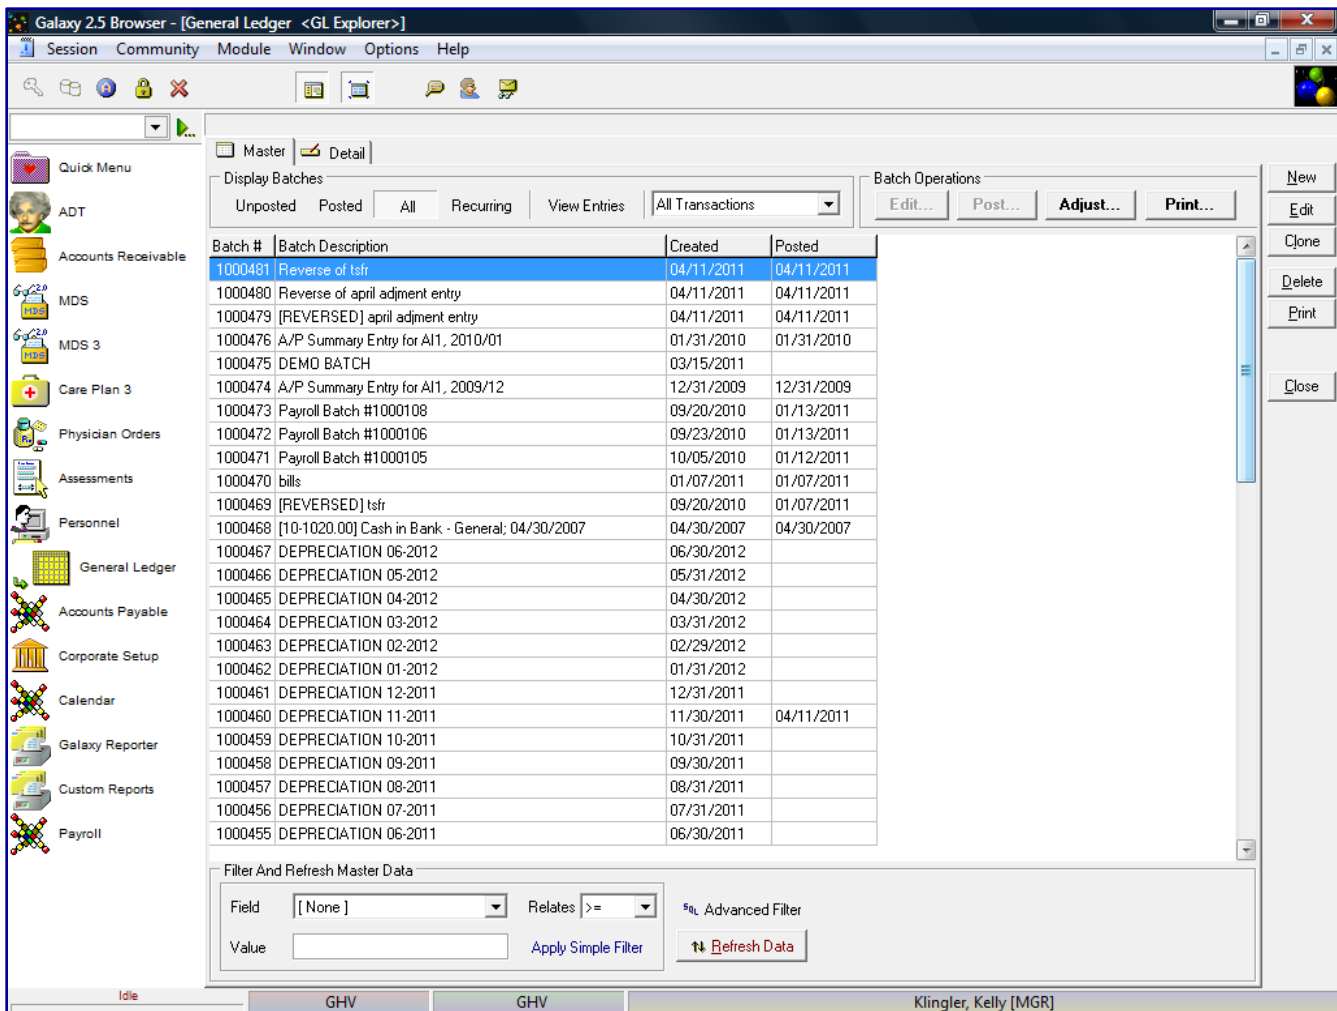 Galaxy 2.5 Browser - [General Ledger <GL Explorer>]
Session Community Module Window Options Help
Master Detail
Display Batches
Unposted Posted All Recurring View Entries All Transactions
Batch Operations
Edit... Post... Adjust... Print...
New
Edit
Clone
Delete
Print
Close
Quick Menu
ADT
Accounts Receivable
MDS
MDS 3
Care Plan 3
Physician Orders
Assessments
Personnel
General Ledger
Accounts Payable
Corporate Setup
Calendar
Galaxy Reporter
Custom Reports
Payroll
Batch # Batch Description Created Posted
1000481 Reverse of tsfr 04/11/2011 04/11/2011
1000480 Reverse of april adjment entry 04/11/2011 04/11/2011
1000479 [REVERSED] april adjment entry 04/11/2011 04/11/2011
1000476 A/P Summary Entry for AI1, 2010/01 01/31/2010 01/31/2010
1000475 DEMO BATCH 03/15/2011
1000474 A/P Summary Entry for AI1, 2009/12 12/31/2009 12/31/2009
1000473 Payroll Batch #1000108 09/20/2010 01/13/2011
1000472 Payroll Batch #1000106 09/23/2010 01/13/2011
1000471 Payroll Batch #1000105 10/05/2010 01/12/2011
1000470 bills 01/07/2011 01/07/2011
1000469 [REVERSED] tsfr 09/20/2010 01/07/2011
1000468 [10-1020.00] Cash in Bank - General; 04/30/2007 04/30/2007 04/30/2007
1000467 DEPRECIATION 06-2012 06/30/2012
1000466 DEPRECIATION 05-2012 05/31/2012
1000465 DEPRECIATION 04-2012 04/30/2012
1000464 DEPRECIATION 03-2012 03/31/2012
1000463 DEPRECIATION 02-2012 02/29/2012
1000462 DEPRECIATION 01-2012 01/31/2012
1000461 DEPRECIATION 12-2011 12/31/2011
1000460 DEPRECIATION 11-2011 11/30/2011 04/11/2011
1000459 DEPRECIATION 10-2011 10/31/2011
1000458 DEPRECIATION 09-2011 09/30/2011
1000457 DEPRECIATION 08-2011 08/31/2011
1000456 DEPRECIATION 07-2011 07/31/2011
1000455 DEPRECIATION 06-2011 06/30/2011
Filter And Refresh Master Data
Field [ None ] Relates >= SQL Advanced Filter
Value Apply Simple Filter Refresh Data
Idle GHV GHV Klingler, Kelly [MGR]